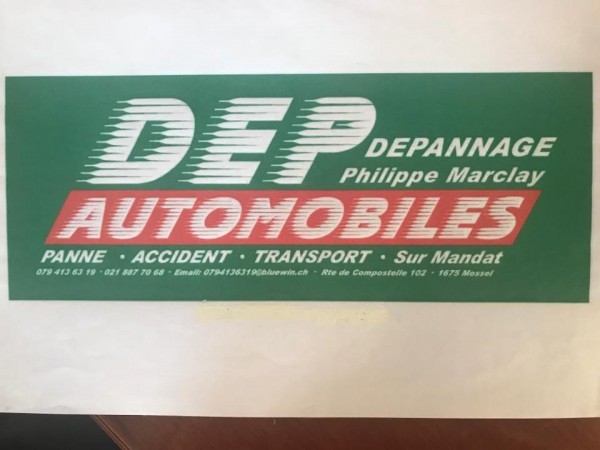 DEP
DEPANNAGE
Philippe Marclay
AUTOMOBILES
PANNE · ACCIDENT · TRANSPORT · Sur Mandat
079 413 63 19 · 021 887 70 68 · Email: 0794136319@bluewin.ch · Rte de Compostelle 102 · 1675 Mossel